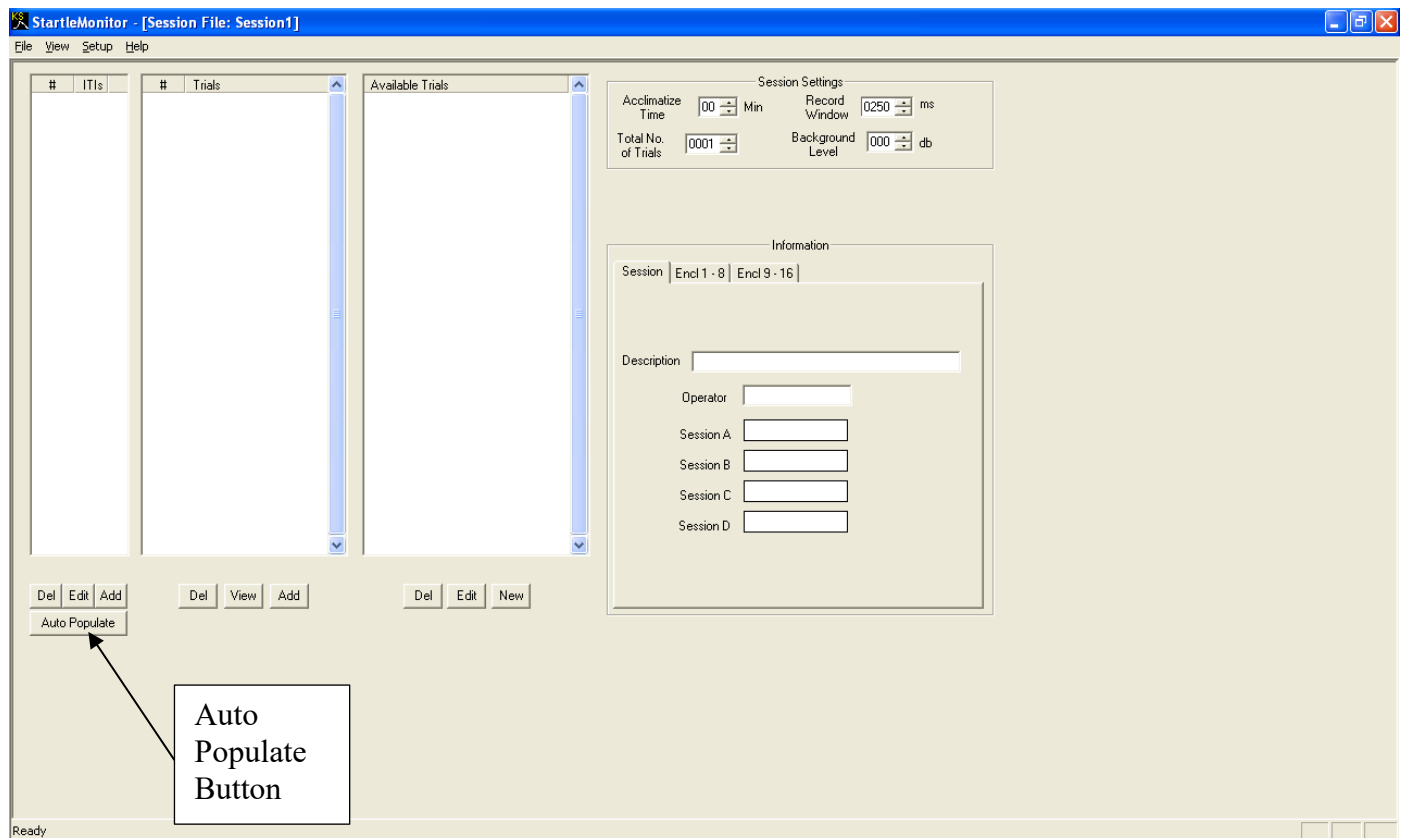 KS StartleMonitor - [Session File: Session1]
File View Setup Help
# ITIs # Trials Available Trials
Session Settings
Acclimatize Time 00 Min Record Window 0250 ms
Total No. of Trials 0001 Background Level 000 db
Information
Session Encl 1 - 8 Encl 9 - 16
Description
Operator
Session A
Session B
Session C
Session D
Del Edit Add Del View Add Del Edit New
Auto Populate
Auto
Populate
Button
Ready